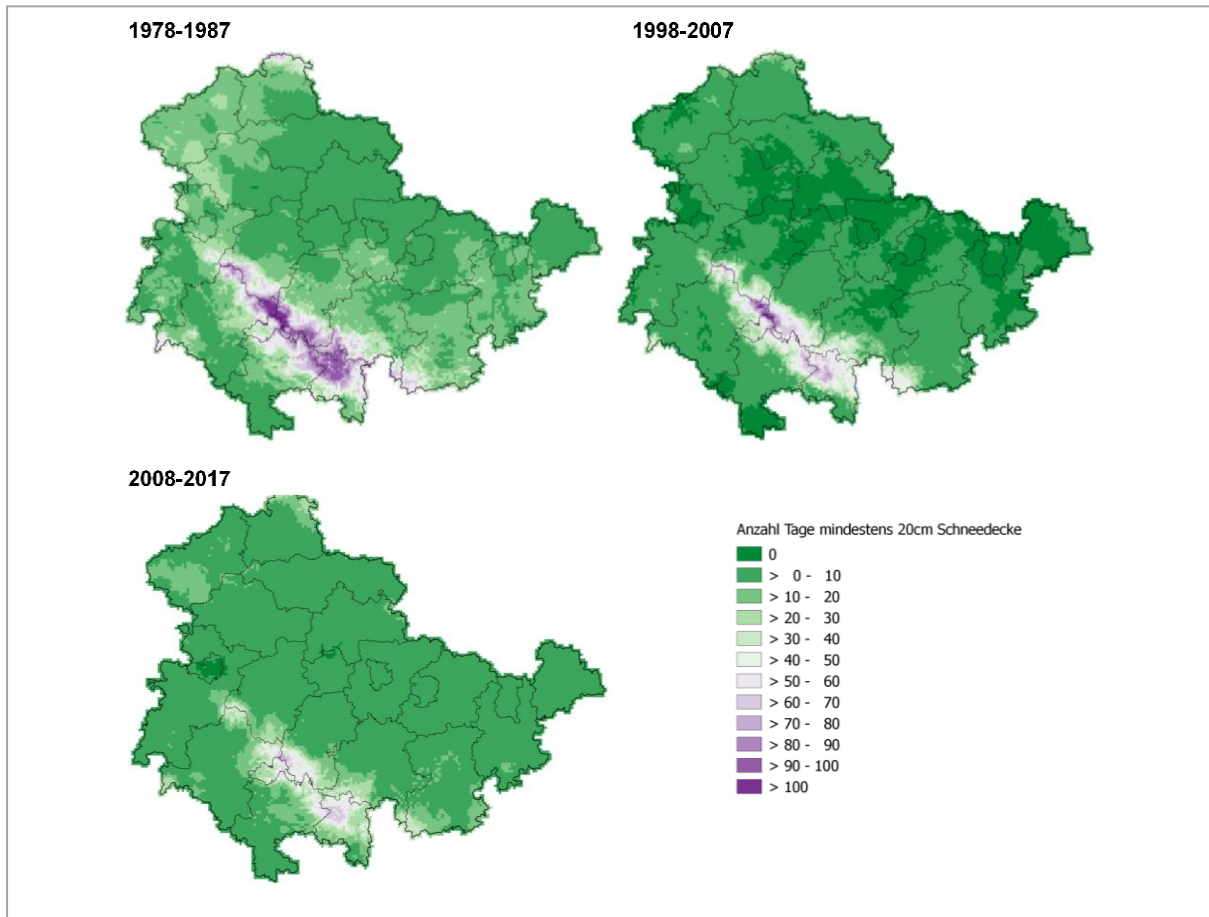 1978-1987
1998-2007
2008-2017
Anzahl Tage mindestens 20cm Schneedecke
0
> 0 - 10
> 10 - 20
> 20 - 30
> 30 - 40
> 40 - 50
> 50 - 60
> 60 - 70
> 70 - 80
> 80 - 90
> 90 - 100
> 100